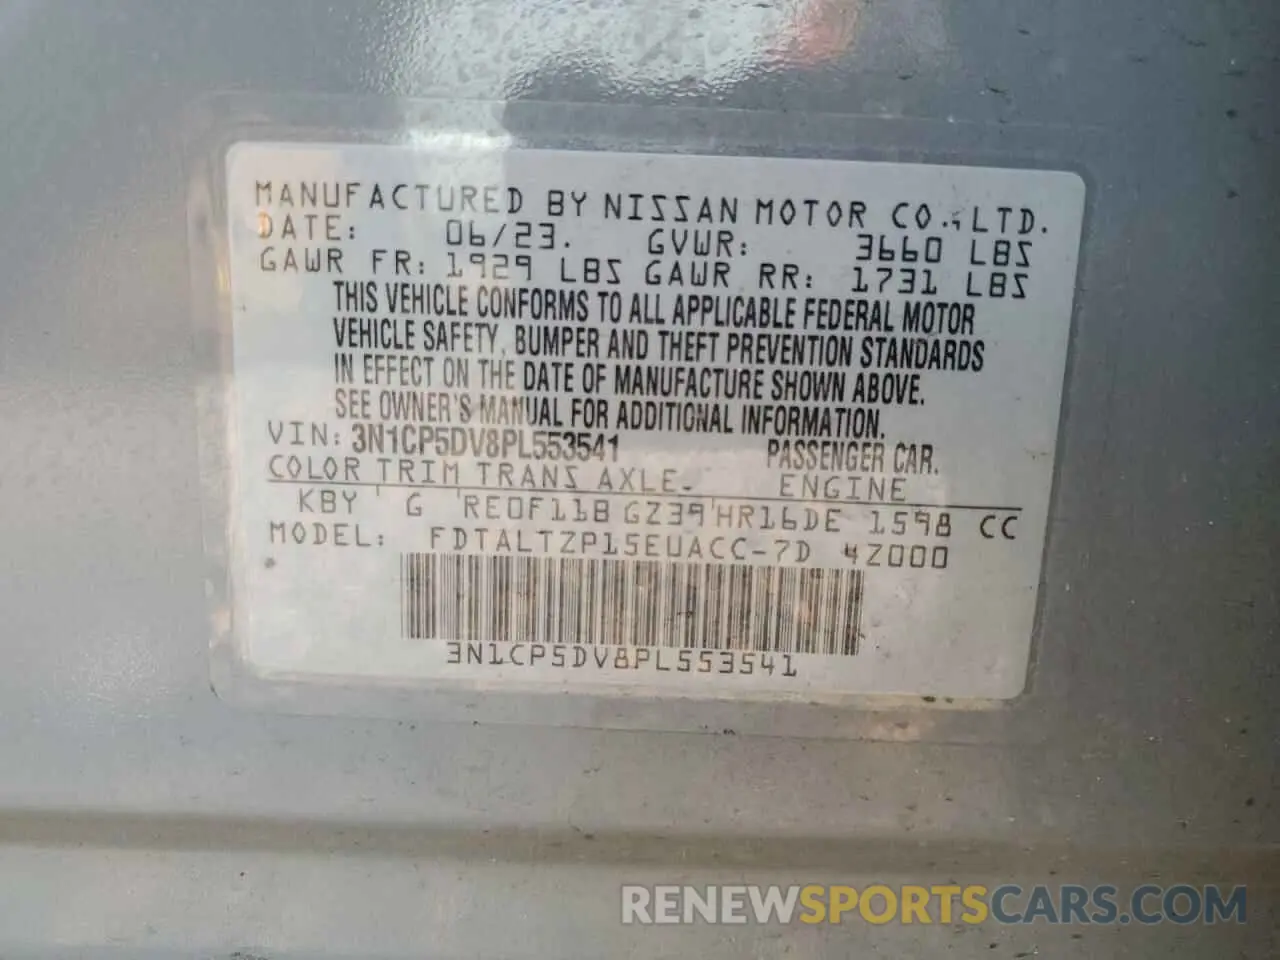 MANUFACTURED BY NISSAN MOTOR CO., LTD.
DATE: 06/23. GVWR: 3660 LBS
GAWR FR: 1929 LBS GAWR RR: 1731 LBS
THIS VEHICLE CONFORMS TO ALL APPLICABLE FEDERAL MOTOR
VEHICLE SAFETY, BUMPER AND THEFT PREVENTION STANDARDS
IN EFFECT ON THE DATE OF MANUFACTURE SHOWN ABOVE.
SEE OWNER'S MANUAL FOR ADDITIONAL INFORMATION.
VIN: 3N1CP5DV8PL553541 PASSENGER CAR.
COLOR TRIM TRANS AXLE. ENGINE
KBY G RE0F11B GZ39 HR16DE 1598 CC
MODEL: FDTALTZP15EUACC-7D 4Z000
3N1CP5DV8PL553541
RENEWSPORTSCARS.COM